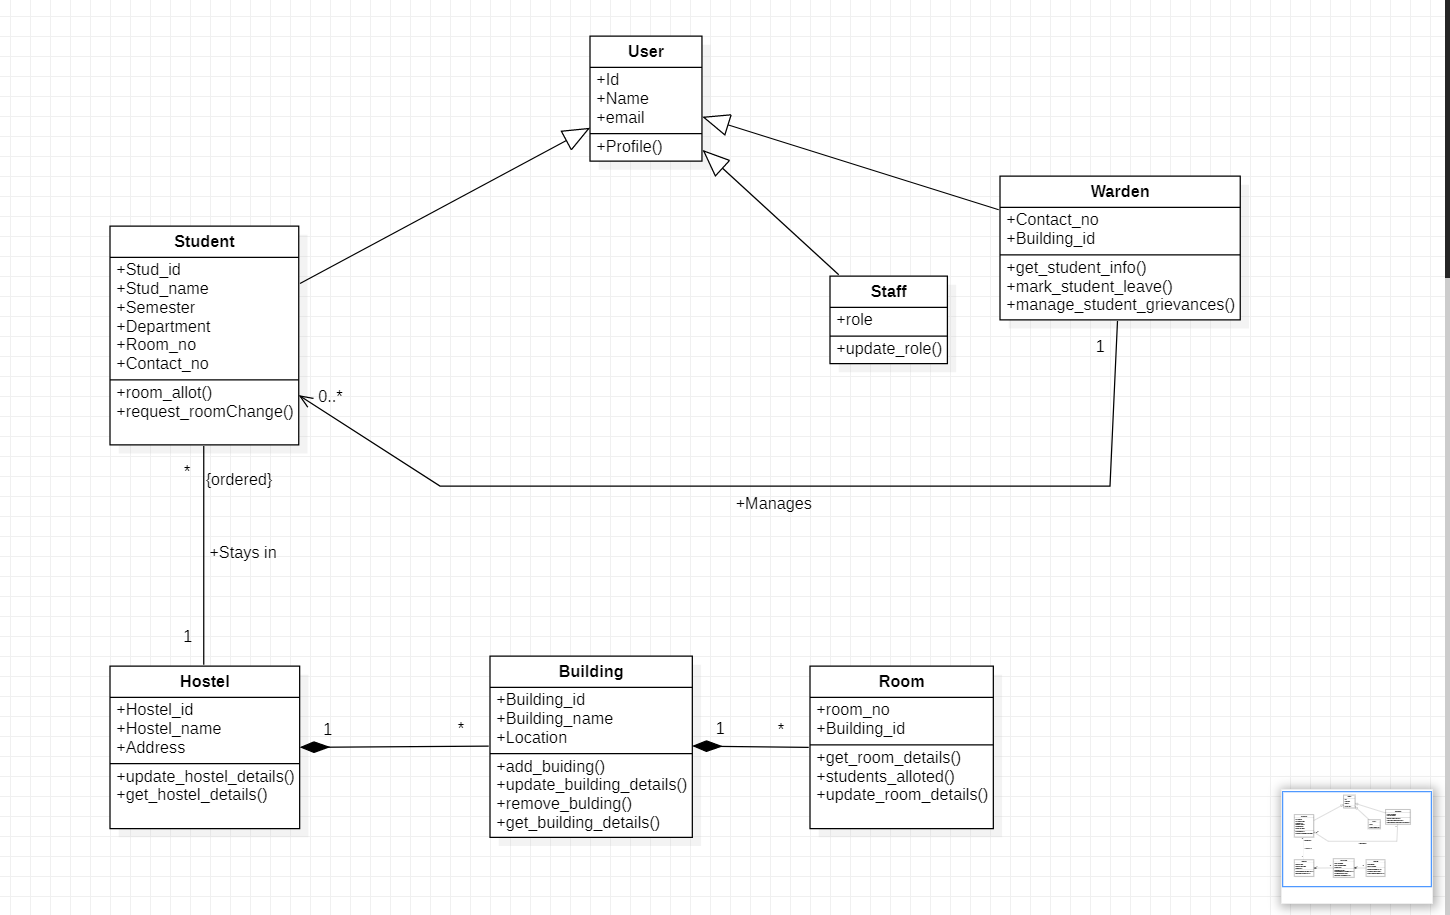 User
+Id
+Name
+email
+Profile()
Warden
+Contact_no
+Building_id
+get_student_info()
+mark_student_leave()
+manage_student_grievances()
1
Student
+Stud_id
+Stud_name
+Semester
+Department
+Room_no
+Contact_no
+room_allot()
+request_roomChange()
Staff
+role
+update_role()
0..*
+Manages
*
{ordered}
+Stays in
1
Hostel
+Hostel_id
+Hostel_name
+Address
+update_hostel_details()
+get_hostel_details()
1
*
Building
+Building_id
+Building_name
+Location
+add_buiding()
+update_building_details()
+remove_bulding()
+get_building_details()
1
*
Room
+room_no
+Building_id
+get_room_details()
+students_alloted()
+update_room_details()